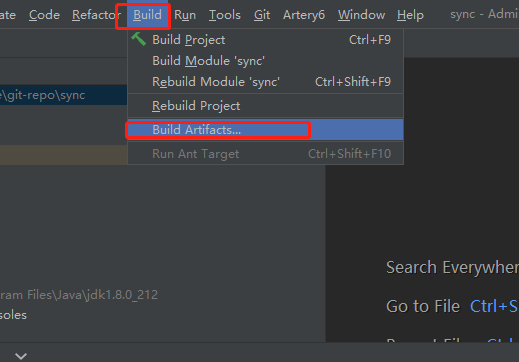 ate Code Refactor Build Run Tools Git Artery6 Window Help sync - Admi
Build Project Ctrl+F9
Build Module 'sync'
Rebuild Module 'sync' Ctrl+Shift+F9
e\git-repo\sync
Rebuild Project
Build Artifacts...
Run Ant Target Ctrl+Shift+F10
Search Everywher
ram Files\Java\jdk1.8.0_212
Go to File Ctrl+S
soles